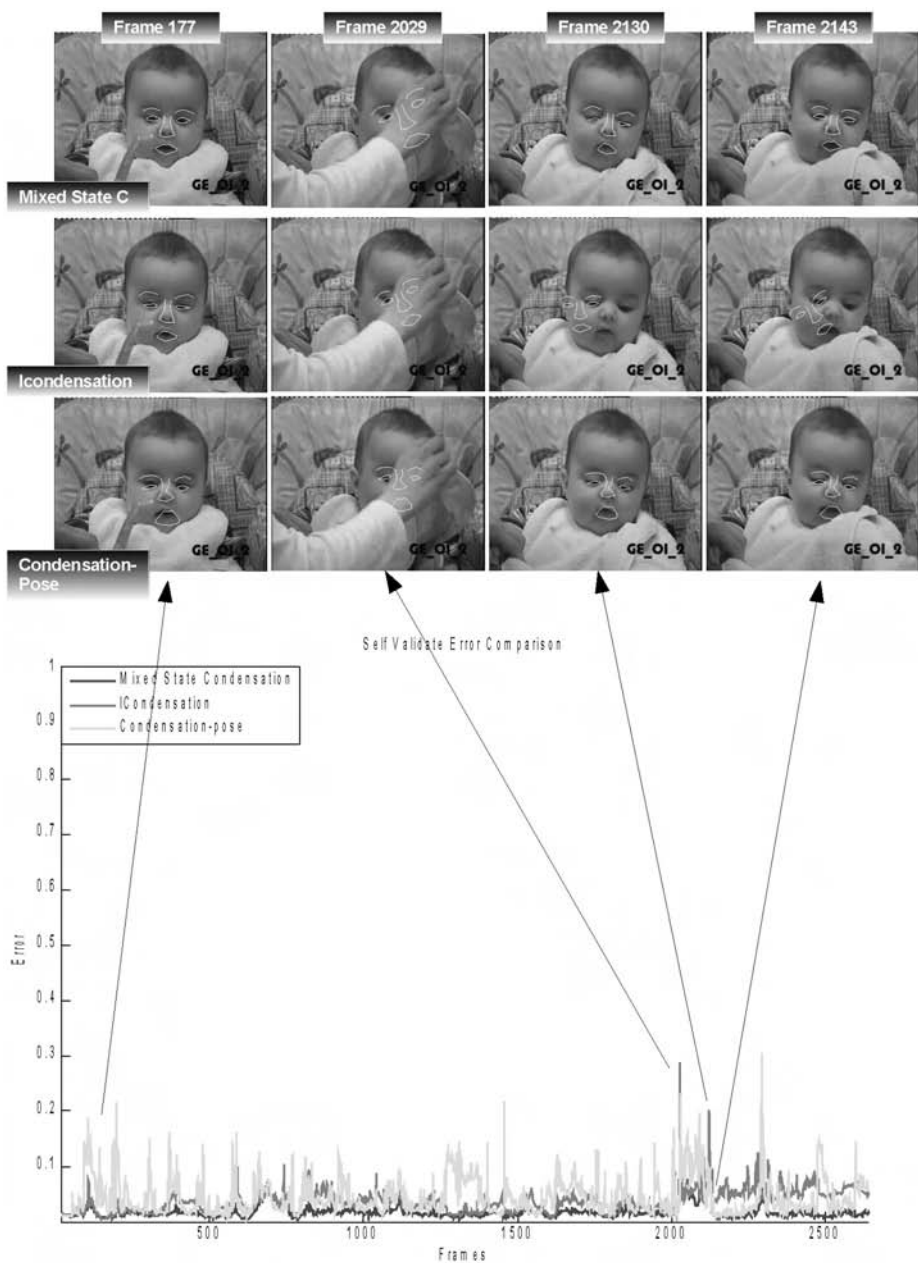 Frame 177 Frame 2029 Frame 2130 Frame 2143
GE_OI_2 GE_OI_2 GE_OI_2 GE_OI_2
Mixed State C
GE_OI_2 GE_OI_2 GE_OI_2 GE_OI_2
Icondensation
GE_OI_2 GE_OI_2 GE_OI_2 GE_OI_2
Condensation-
Pose
Self Validate Error Comparison
1
Mixed State Condensation
ICondensation
Condensation-pose
0.9
0.8
0.7
0.6
0.5
Error
0.4
0.3
0.2
0.1
500 1000 1500 2000 2500
Frames